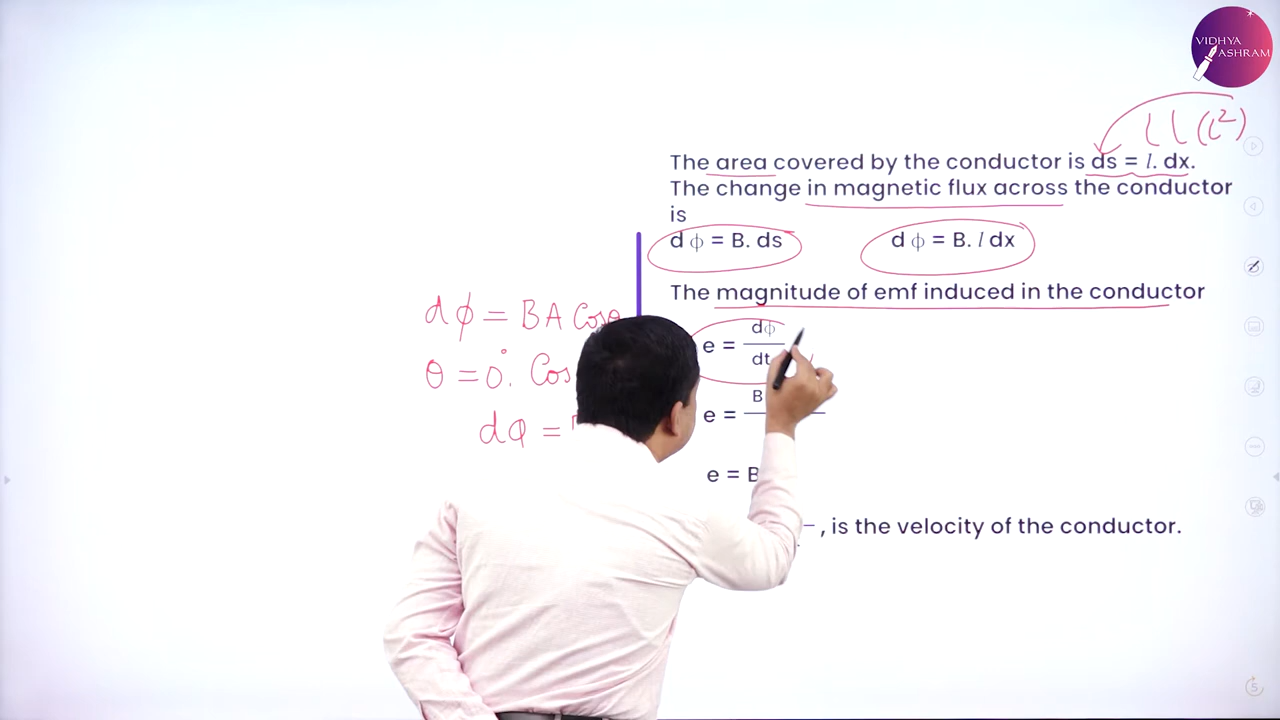 VIDHYA
ASHRAM
l l (l²)
The area covered by the conductor is ds = l. dx.
The change in magnetic flux across the conductor
is
d ϕ = B. ds
d ϕ = B. l dx
The magnitude of emf induced in the conductor
dϕ = BA Cosθ
e = dϕ / dt
θ = 0°. Cos
e = B
dφ =
e = B
, is the velocity of the conductor.
5